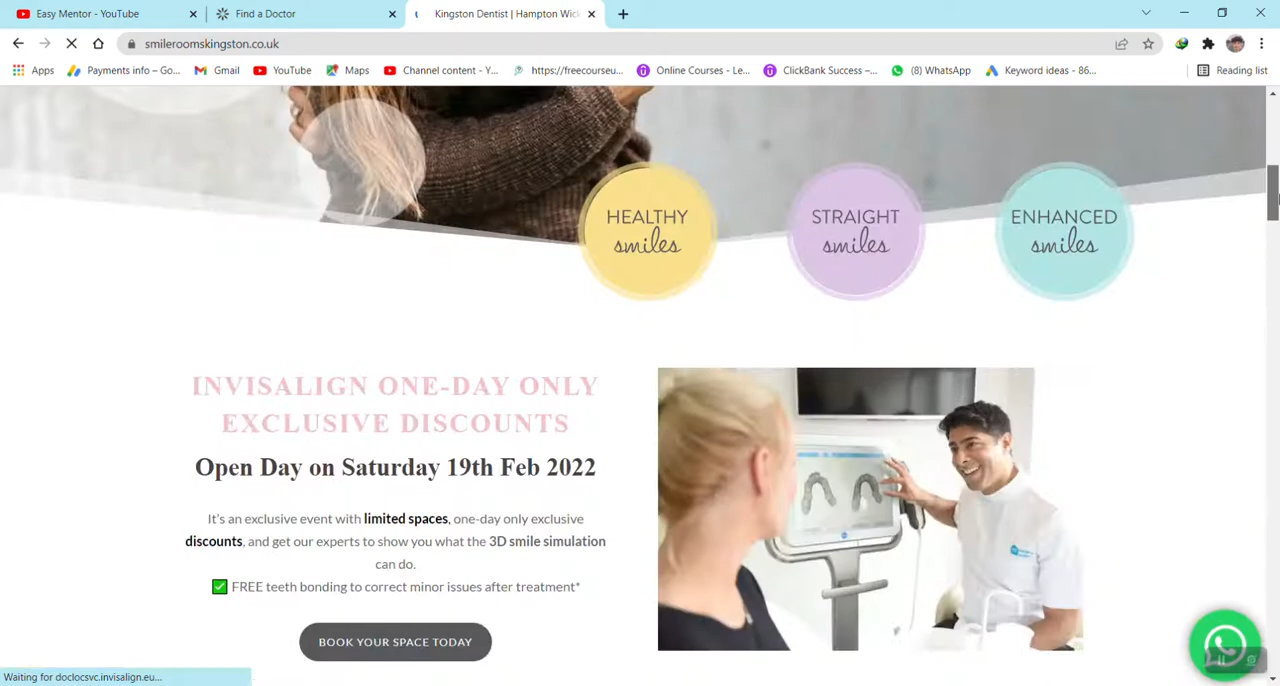 Easy Mentor - YouTube
Find a Doctor
Kingston Dentist | Hampton Wick
smileroomskingston.co.uk
Apps
Payments info – Go...
Gmail
YouTube
Maps
Channel content - Y...
https://freecourseu...
Online Courses - Le...
ClickBank Success –...
(8) WhatsApp
Keyword ideas - 86...
Reading list
HEALTHY
smiles
STRAIGHT
smiles
ENHANCED
smiles
INVISALIGN ONE-DAY ONLY
EXCLUSIVE DISCOUNTS
Open Day on Saturday 19th Feb 2022
It's an exclusive event with limited spaces, one-day only exclusive
discounts, and get our experts to show you what the 3D smile simulation
can do.
✅ FREE teeth bonding to correct minor issues after treatment*
BOOK YOUR SPACE TODAY
Waiting for doclocsvc.invisalign.eu...